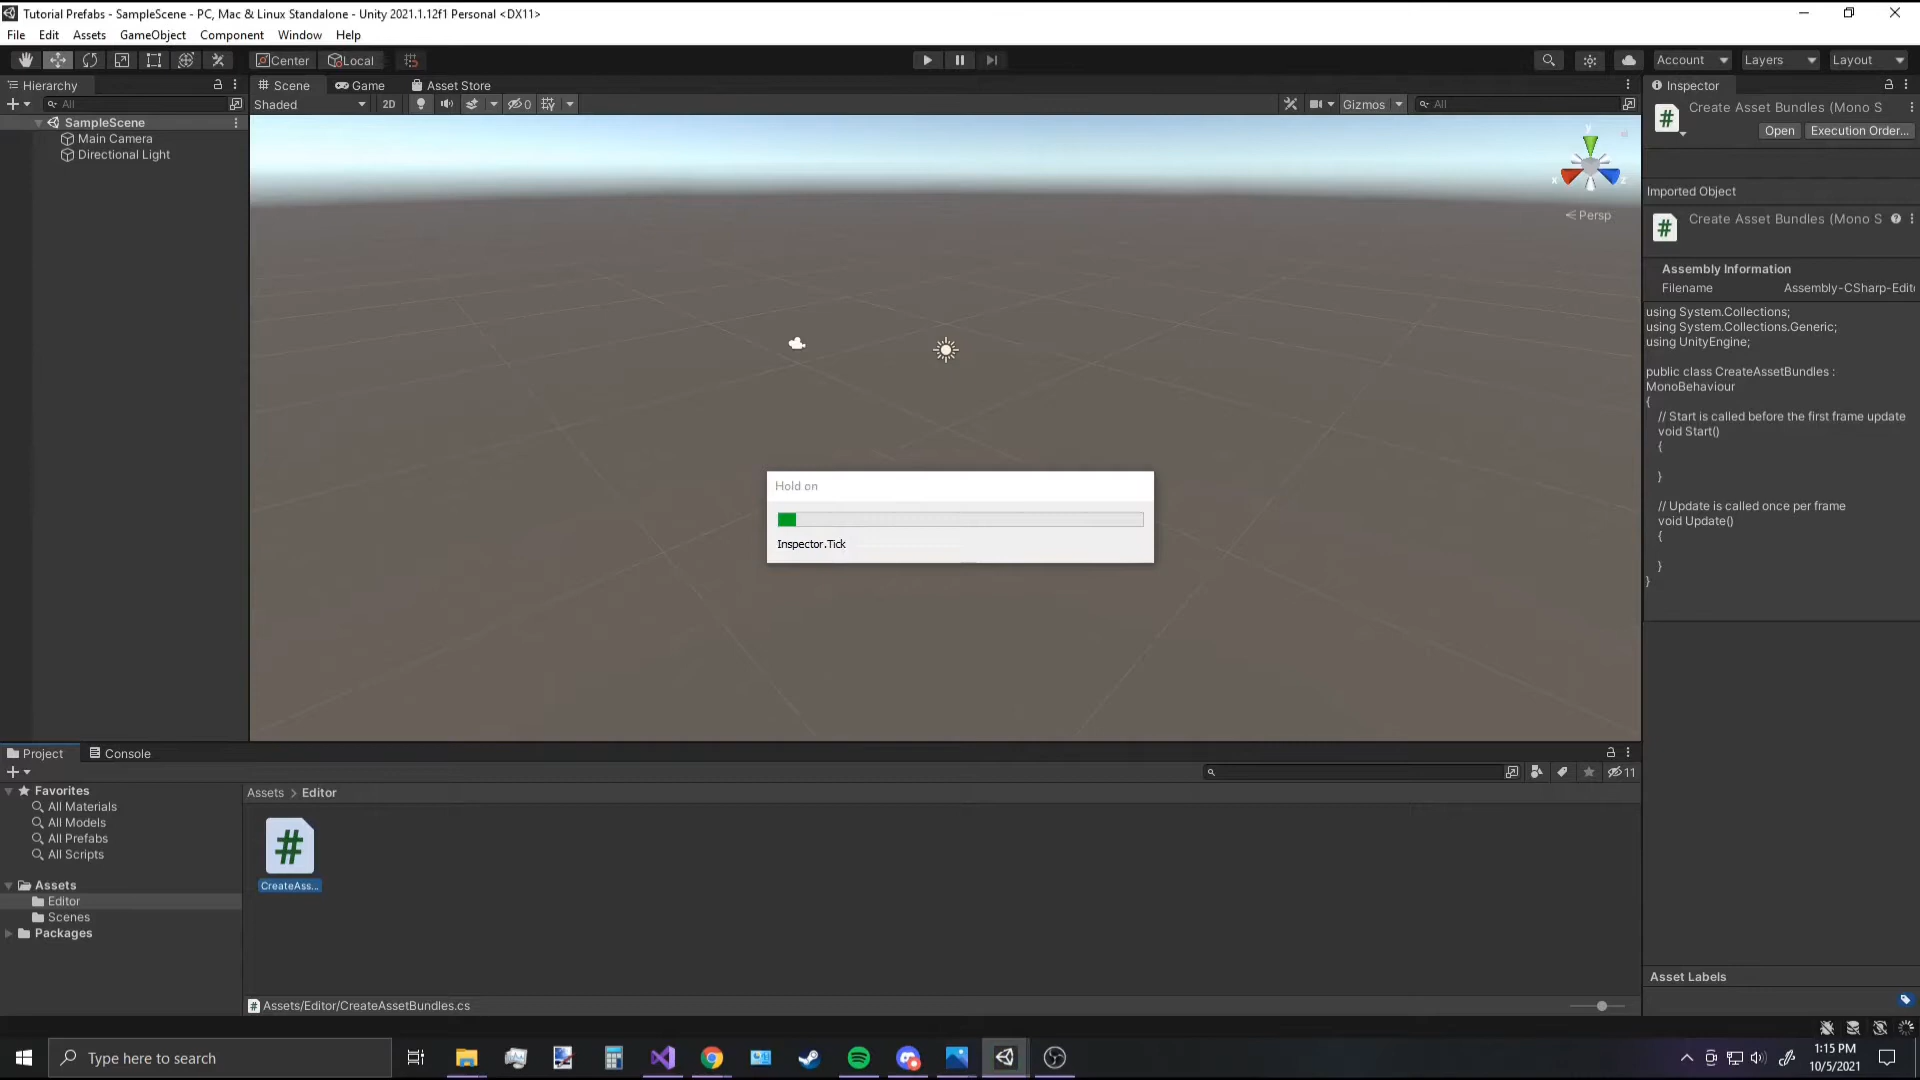 Tutorial Prefabs - SampleScene - PC, Mac & Linux Standalone - Unity 2021.1.12f1 Personal <DX11>
File Edit Assets GameObject Component Window Help
Center Local Account Layers Layout
Hierarchy
All
SampleScene
Main Camera
Directional Light
Scene Game Asset Store
Shaded 2D 0 Gizmos All
y
x z
Persp
Hold on
Inspector.Tick
Inspector
Create Asset Bundles (Mono S
Open Execution Order...
Imported Object
Create Asset Bundles (Mono S
Assembly Information
Filename Assembly-CSharp-Edit
using System.Collections;
using System.Collections.Generic;
using UnityEngine;
public class CreateAssetBundles :
MonoBehaviour
{
// Start is called before the first frame update
void Start()
{
}
// Update is called once per frame
void Update()
{
}
}
Asset Labels
Project Console
11
Favorites
All Materials
All Models
All Prefabs
All Scripts
Assets
Editor
Scenes
Packages
Assets > Editor
#
CreateAss...
Assets/Editor/CreateAssetBundles.cs
Type here to search
1:15 PM
10/5/2021